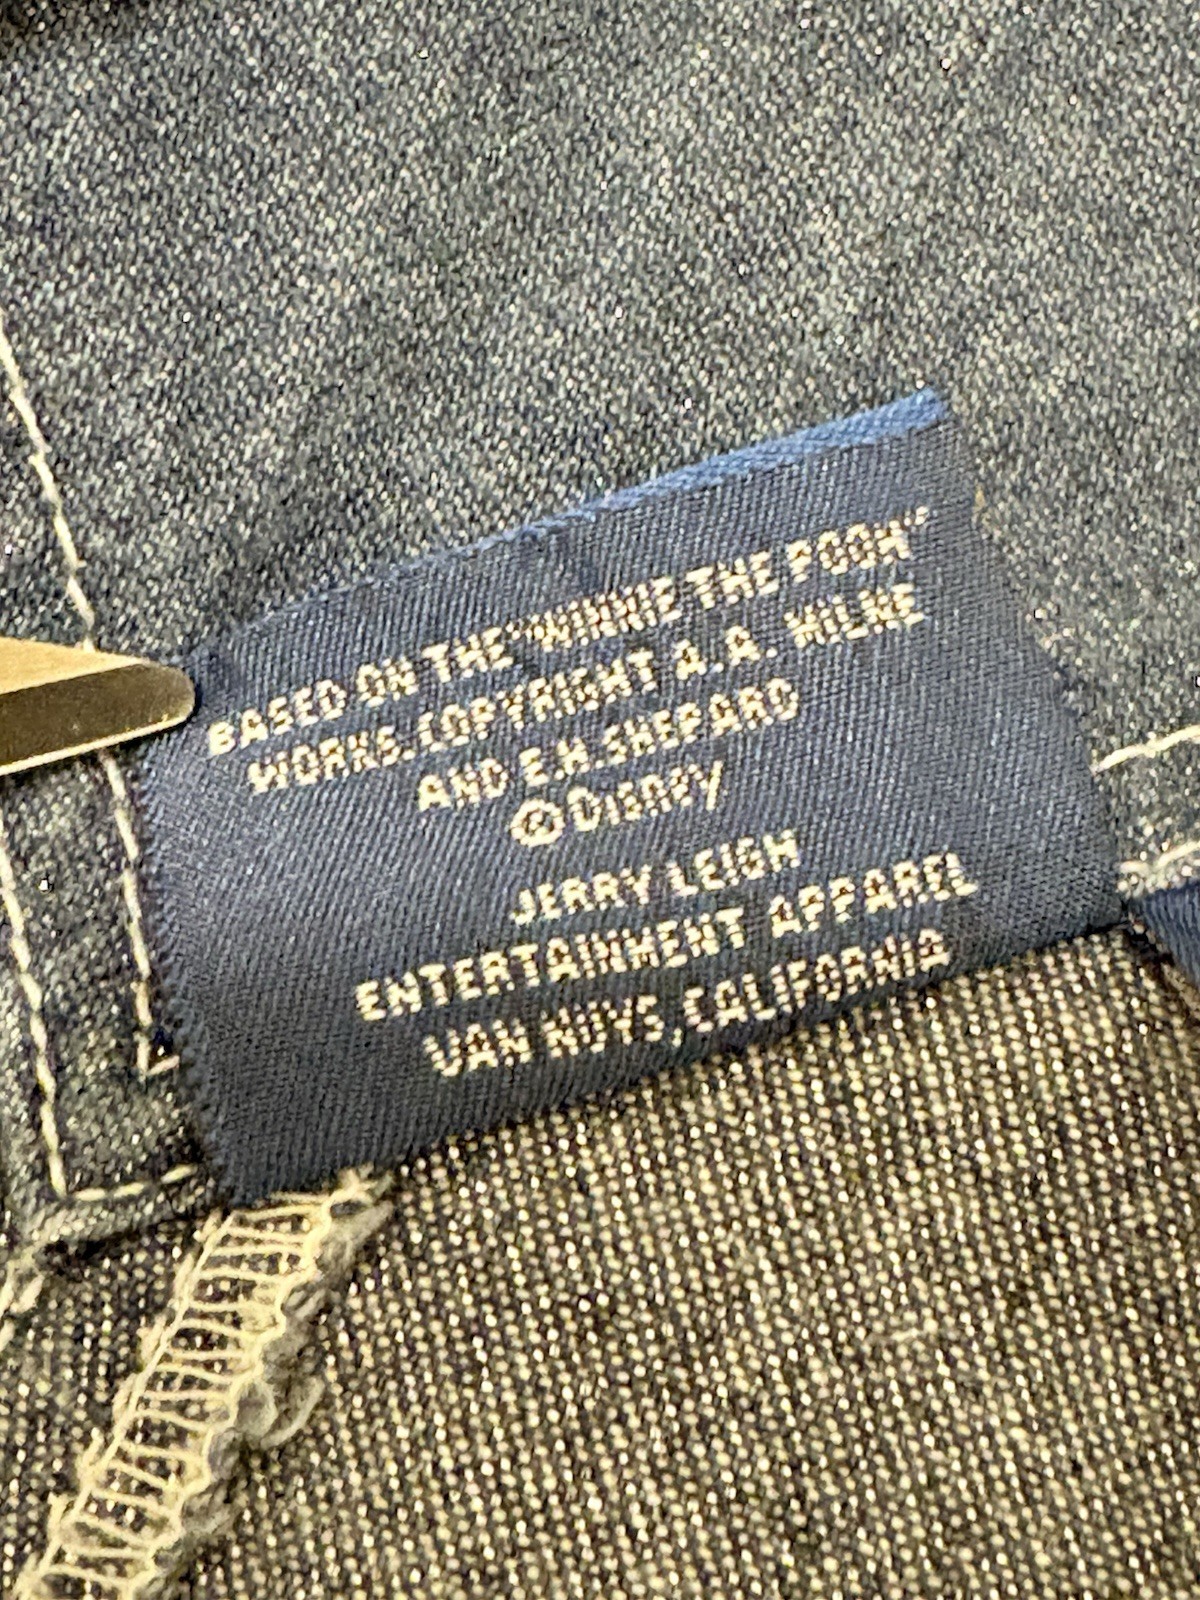 BASED ON THE "WINNIE THE POOH"
WORKS, COPYRIGHT A.A. MILNE
AND E.H. SHEPARD
© Disney
JERRY LEIGH
ENTERTAINMENT APPAREL
VAN NUYS, CALIFORNIA